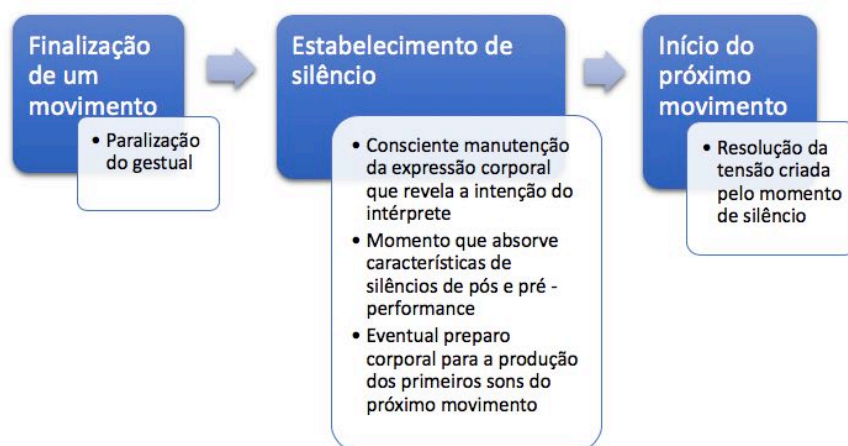 Finalização
de um
movimento
• Paralização
do gestual
Estabelecimento de
silêncio
• Consciente manutenção
da expressão corporal
que revela a intenção do
intérprete
• Momento que absorve
características de
silêncios de pós e pré -
performance
• Eventual preparo
corporal para a produção
dos primeiros sons do
próximo movimento
Início do
próximo
movimento
• Resolução da
tensão criada
pelo momento
de silêncio